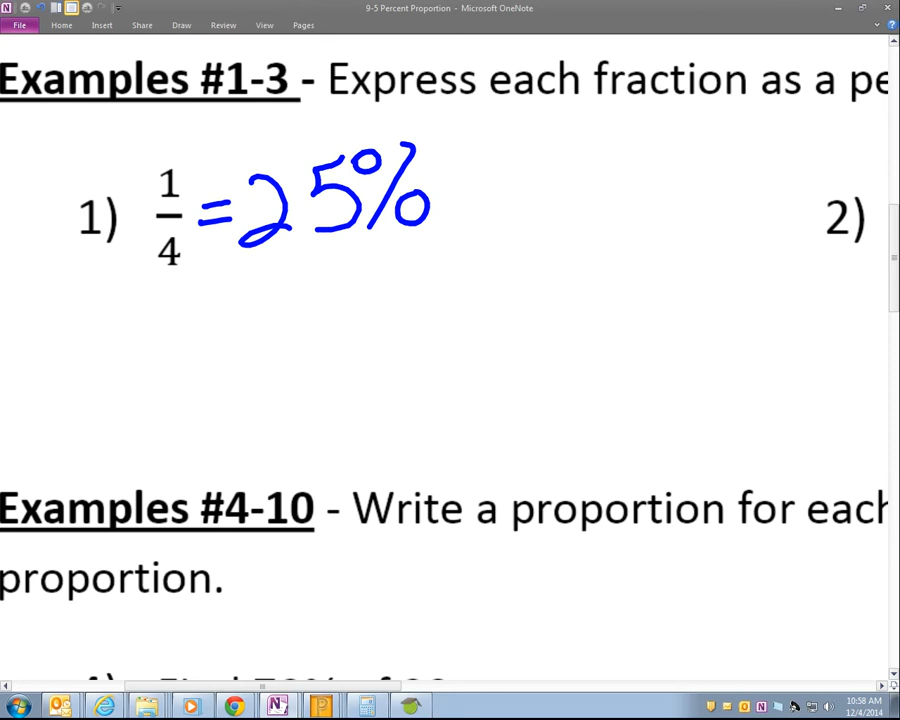 9-5 Percent Proportion - Microsoft OneNote
File Home Insert Share Draw Review View Pages
Examples #1-3 - Express each fraction as a pe
1) 1/4 = 25% 2)
Examples #4-10 - Write a proportion for each
proportion.
10:58 AM
12/4/2014